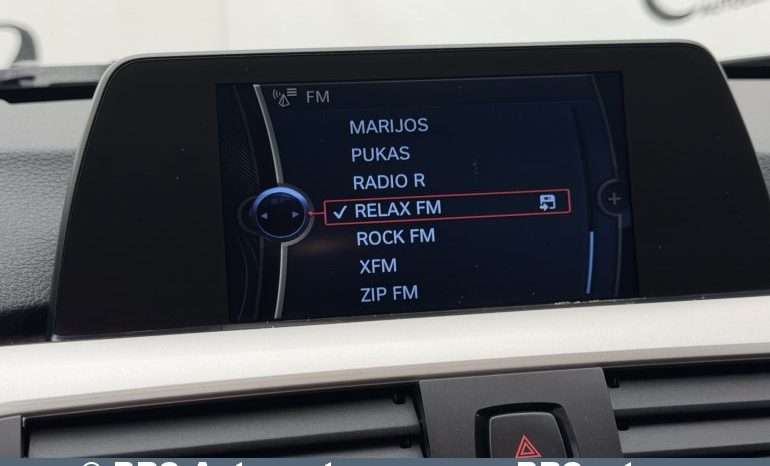 FM
MARIJOS
PUKAS
RADIO R
RELAX FM
ROCK FM
XFM
ZIP FM